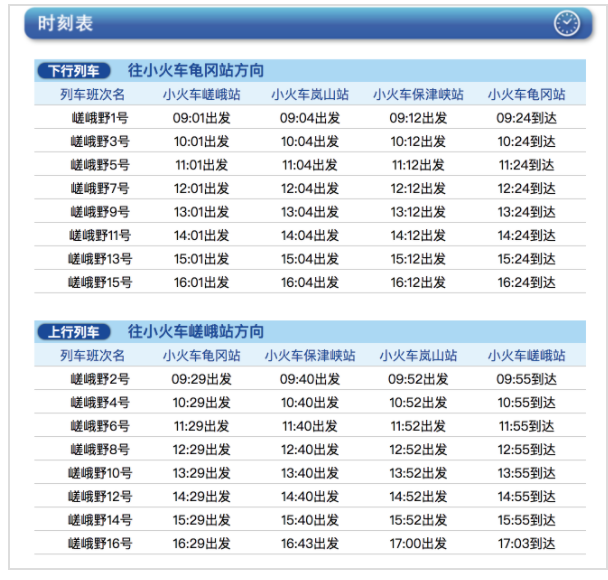 时刻表
下行列车 往小火车龟冈站方向
列车班次名 小火车嵯峨站 小火车岚山站 小火车保津峡站 小火车龟冈站
嵯峨野1号 09:01出发 09:04出发 09:12出发 09:24到达
嵯峨野3号 10:01出发 10:04出发 10:12出发 10:24到达
嵯峨野5号 11:01出发 11:04出发 11:12出发 11:24到达
嵯峨野7号 12:01出发 12:04出发 12:12出发 12:24到达
嵯峨野9号 13:01出发 13:04出发 13:12出发 13:24到达
嵯峨野11号 14:01出发 14:04出发 14:12出发 14:24到达
嵯峨野13号 15:01出发 15:04出发 15:12出发 15:24到达
嵯峨野15号 16:01出发 16:04出发 16:12出发 16:24到达
上行列车 往小火车嵯峨站方向
列车班次名 小火车龟冈站 小火车保津峡站 小火车岚山站 小火车嵯峨站
嵯峨野2号 09:29出发 09:40出发 09:52出发 09:55到达
嵯峨野4号 10:29出发 10:40出发 10:52出发 10:55到达
嵯峨野6号 11:29出发 11:40出发 11:52出发 11:55到达
嵯峨野8号 12:29出发 12:40出发 12:52出发 12:55到达
嵯峨野10号 13:29出发 13:40出发 13:52出发 13:55到达
嵯峨野12号 14:29出发 14:40出发 14:52出发 14:55到达
嵯峨野14号 15:29出发 15:40出发 15:52出发 15:55到达
嵯峨野16号 16:29出发 16:43出发 17:00出发 17:03到达